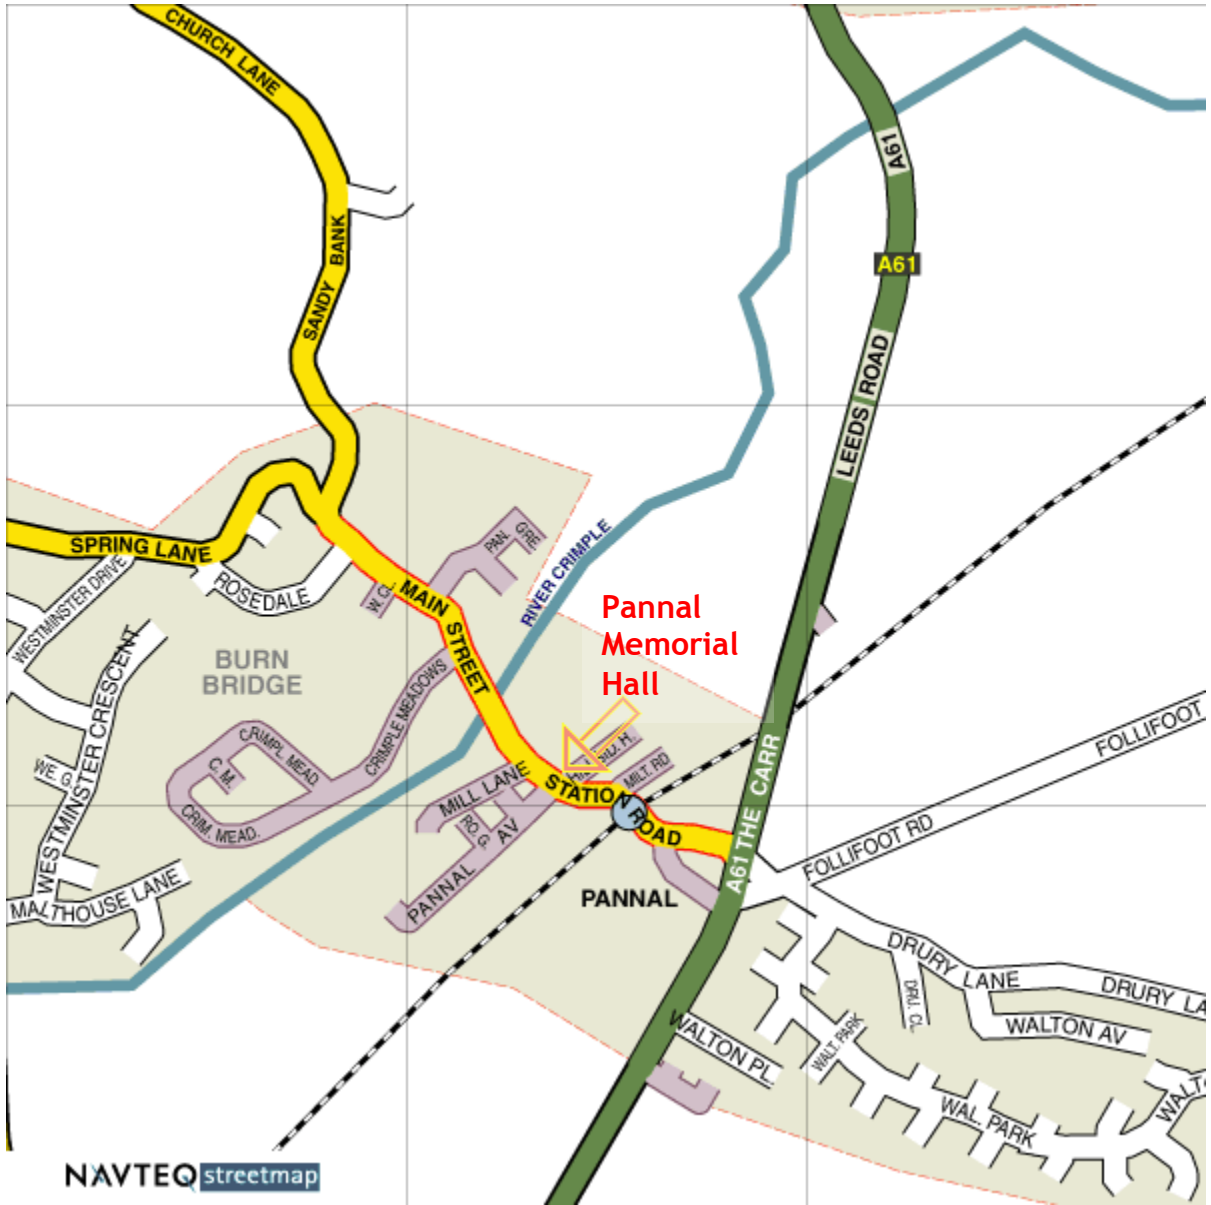 CHURCH LANE
A61
SANDY BANK
A61
LEEDS ROAD
SPRING LANE
PAN. GRE
RIVER CRIMPLE
WESTMINSTER DRIVE
ROSEDALE
W. CL.
MAIN STREET
Pannal
Memorial
Hall
BURN
BRIDGE
WESTMINSTER CRESCENT
CRIMPLE MEADOWS
CRIMPL. MEAD.
C. M.
CRIM. MEAD.
WE. G.
MILL LANE
RO. G.
PANNAL AV
MILT. RD
STATION ROAD
A61 THE CARR
FOLLIFOOT
FOLLIFOOT RD
MALTHOUSE LANE
PANNAL
DRURY LANE
DRURY LA
DRU. CL.
WALTON AV
WALTON PL.
WALT. PARK
WAL. PARK
WALTO
NAVTEQ streetmap